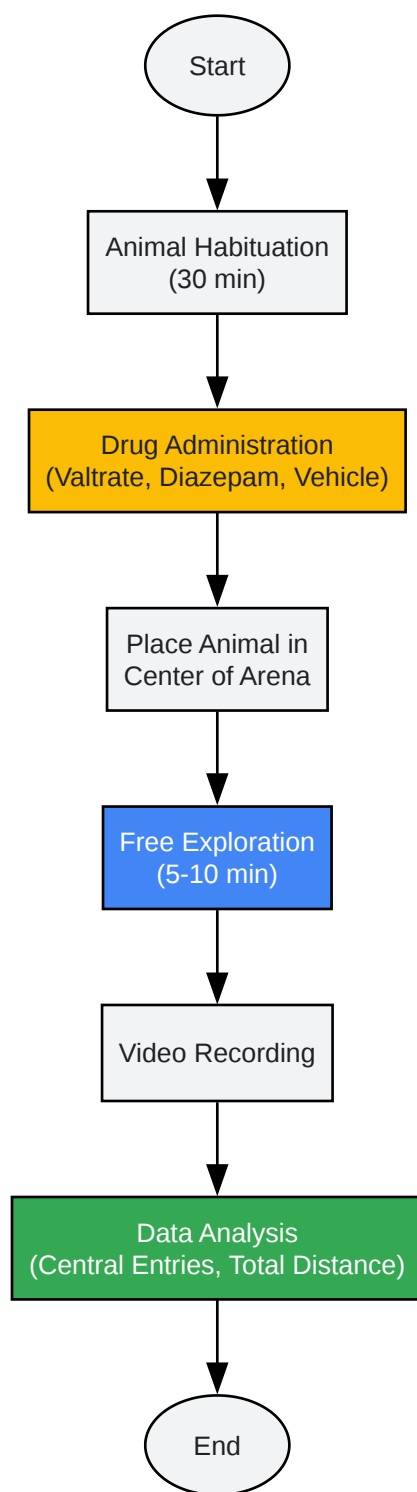 Start
Animal Habituation
(30 min)
Drug Administration
(Valtrate, Diazepam, Vehicle)
Place Animal in
Center of Arena
Free Exploration
(5-10 min)
Video Recording
Data Analysis
(Central Entries, Total Distance)
End